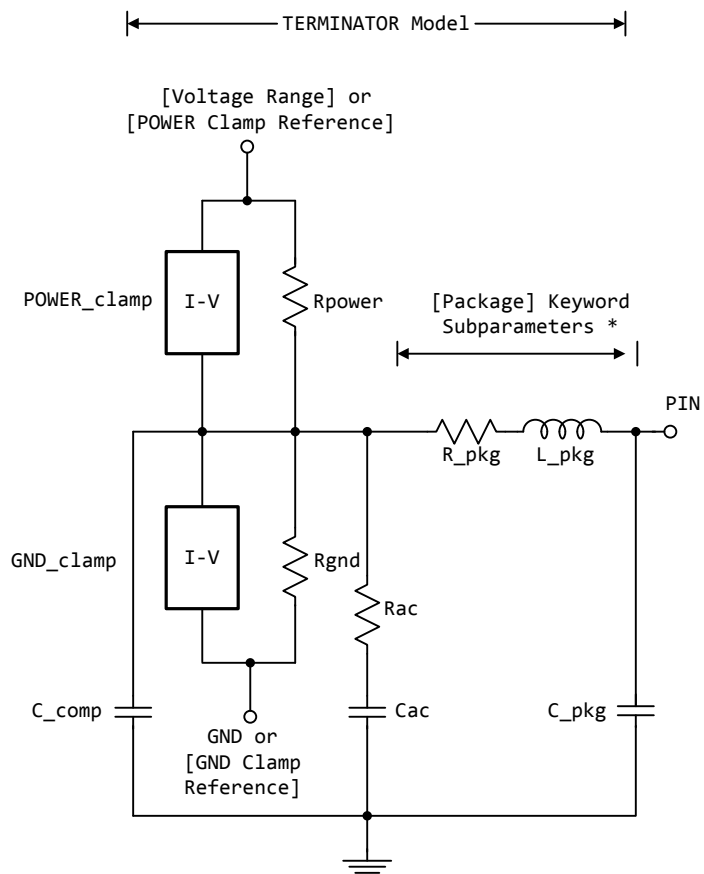 TERMINATOR Model
[Voltage Range] or
[POWER Clamp Reference]
POWER_clamp
I-V
Rpower
[Package] Keyword
Subparameters *
PIN
R_pkg
L_pkg
GND_clamp
I-V
Rgnd
Rac
C_comp
Cac
C_pkg
GND or
[GND Clamp
Reference]